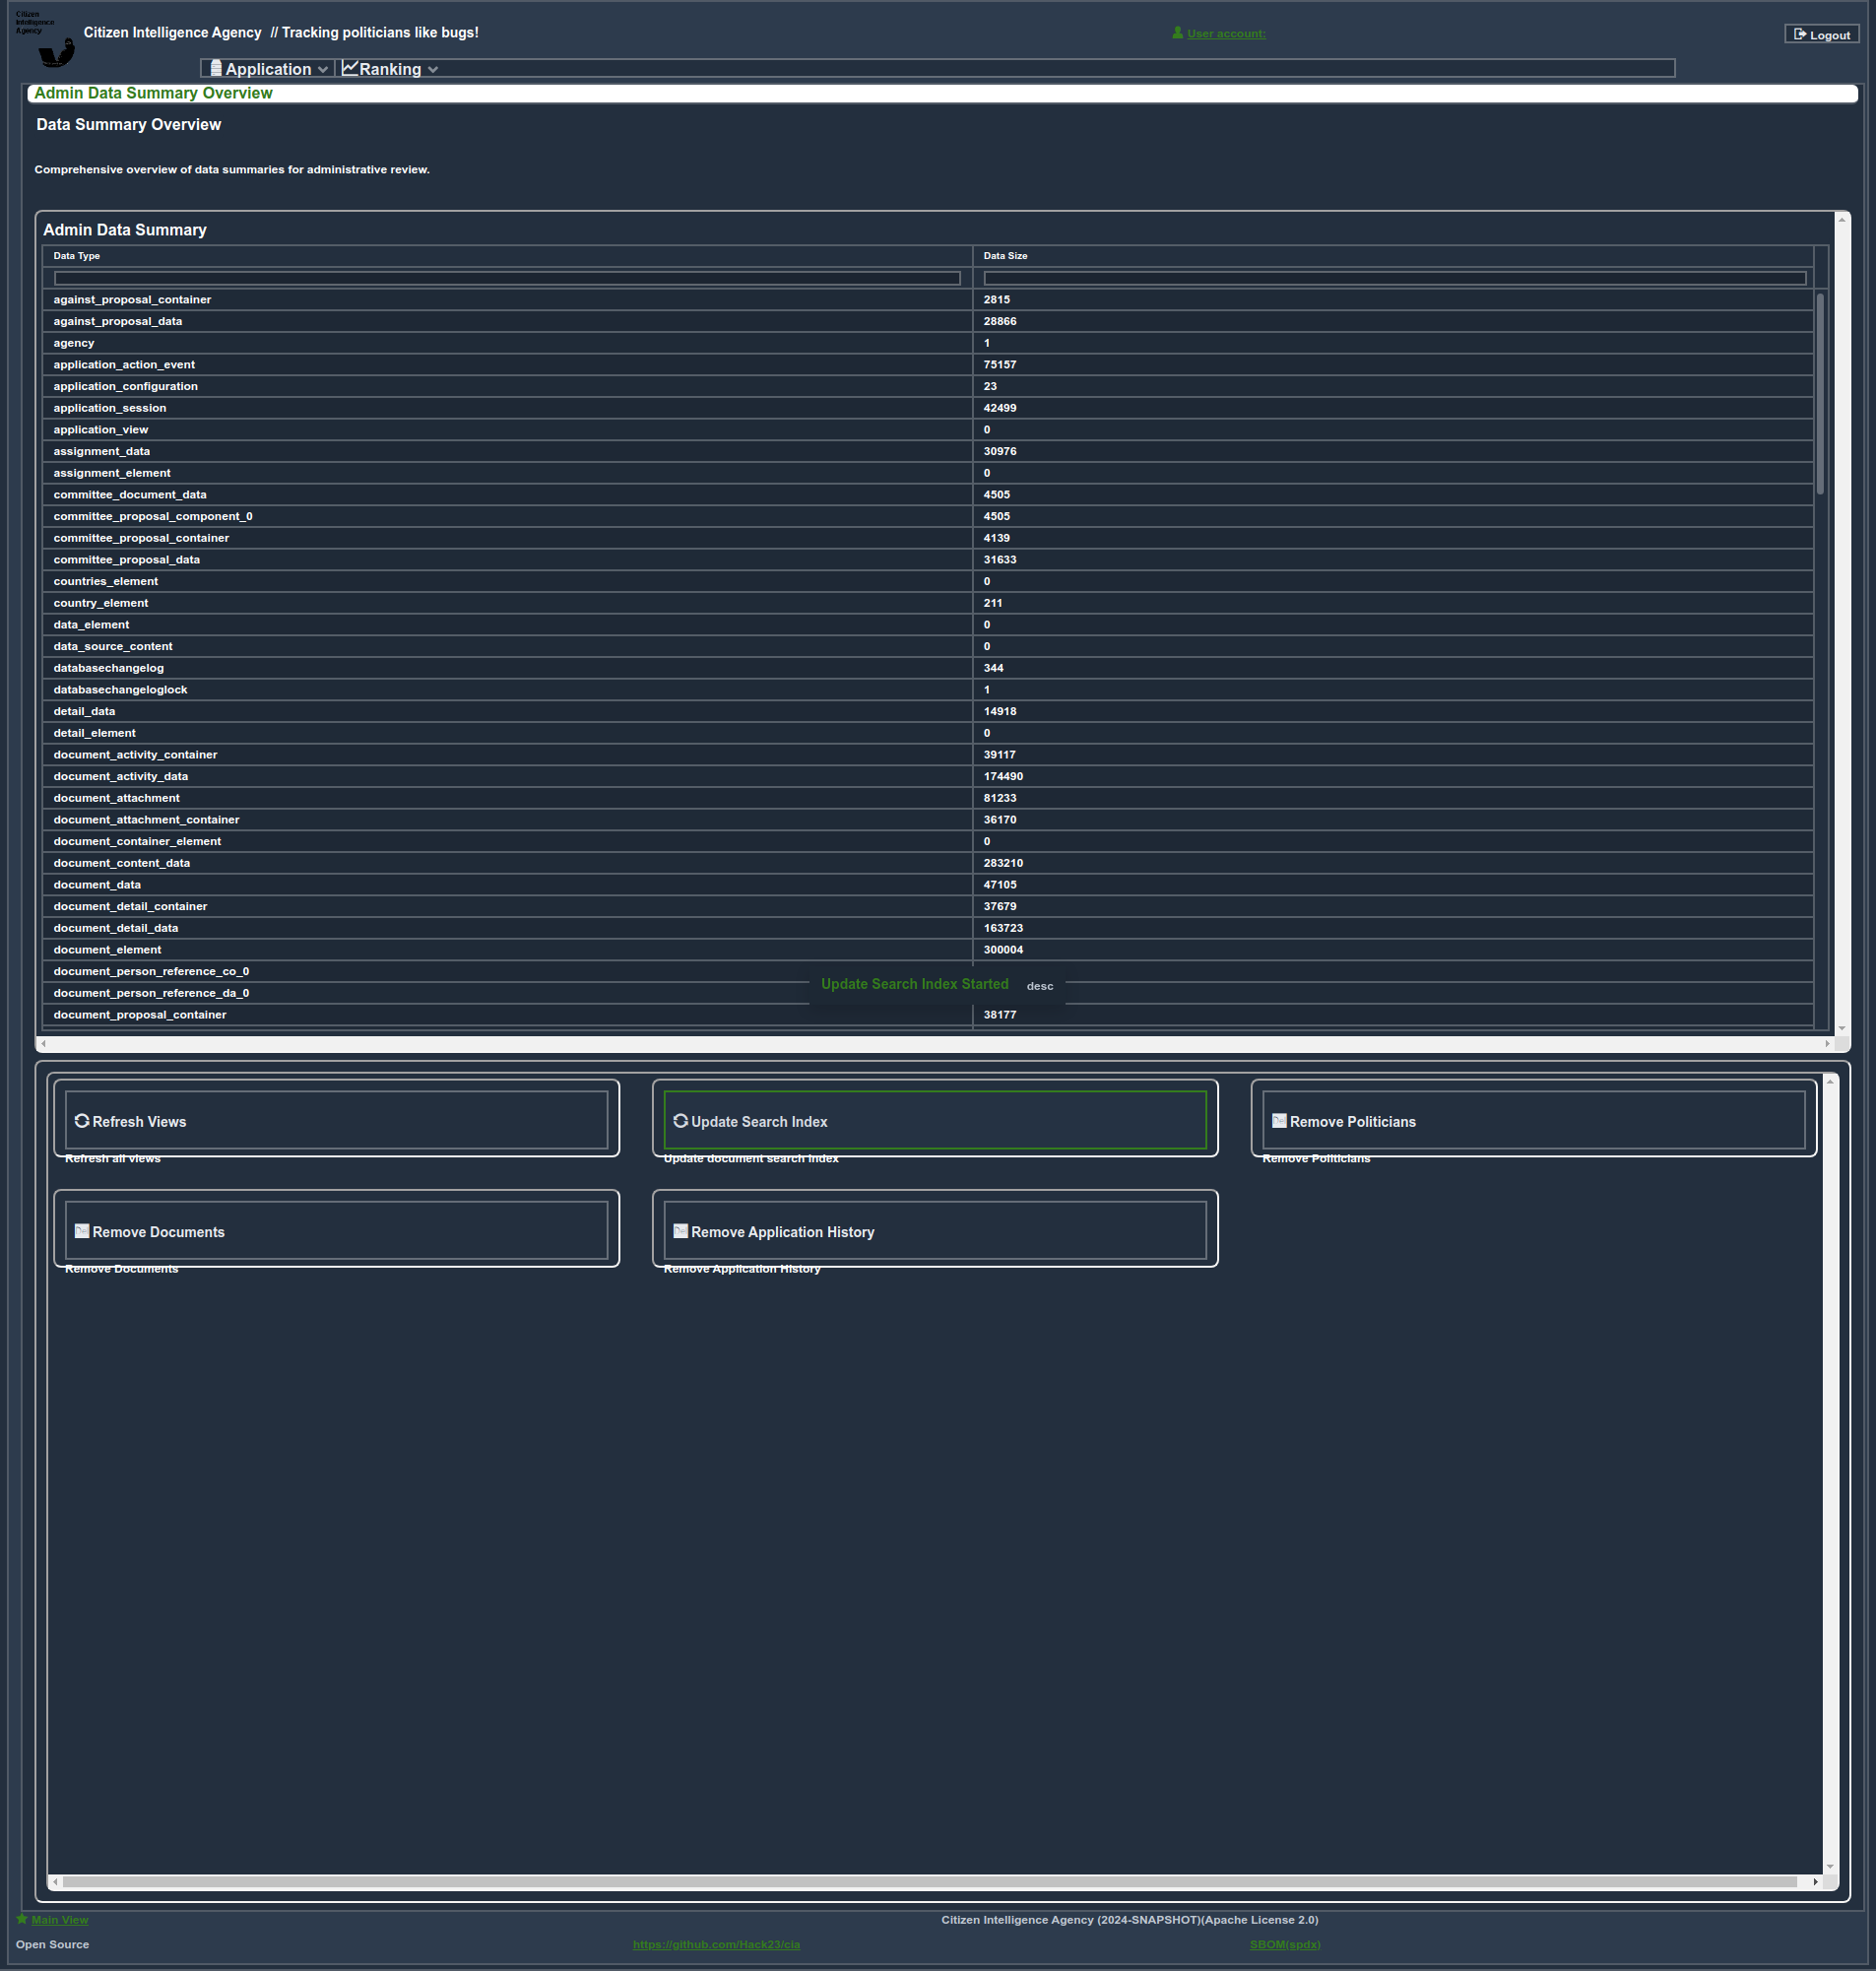 Citizen
Intelligence
Agency
Citizen Intelligence Agency // Tracking politicians like bugs!
User account:
Logout
Application Ranking
Admin Data Summary Overview
Data Summary Overview
Comprehensive overview of data summaries for administrative review.
Admin Data Summary
Data Type Data Size
against_proposal_container 2815
against_proposal_data 28866
agency 1
application_action_event 75157
application_configuration 23
application_session 42499
application_view 0
assignment_data 30976
assignment_element 0
committee_document_data 4505
committee_proposal_component_0 4505
committee_proposal_container 4139
committee_proposal_data 31633
countries_element 0
country_element 211
data_element 0
data_source_content 0
databasechangelog 344
databasechangeloglock 1
detail_data 14918
detail_element 0
document_activity_container 39117
document_activity_data 174490
document_attachment 81233
document_attachment_container 36170
document_container_element 0
document_content_data 283210
document_data 47105
document_detail_container 37679
document_detail_data 163723
document_element 300004
document_person_reference_co_0
Update Search Index Started desc
document_person_reference_da_0
document_proposal_container 38177
Refresh Views Update Search Index Remove Politicians
Refresh all views Update document search index Remove Politicians
Remove Documents Remove Application History
Remove Documents Remove Application History
Main View Citizen Intelligence Agency (2024-SNAPSHOT)(Apache License 2.0)
Open Source https://github.com/Hack23/cia SBOM(spdx)